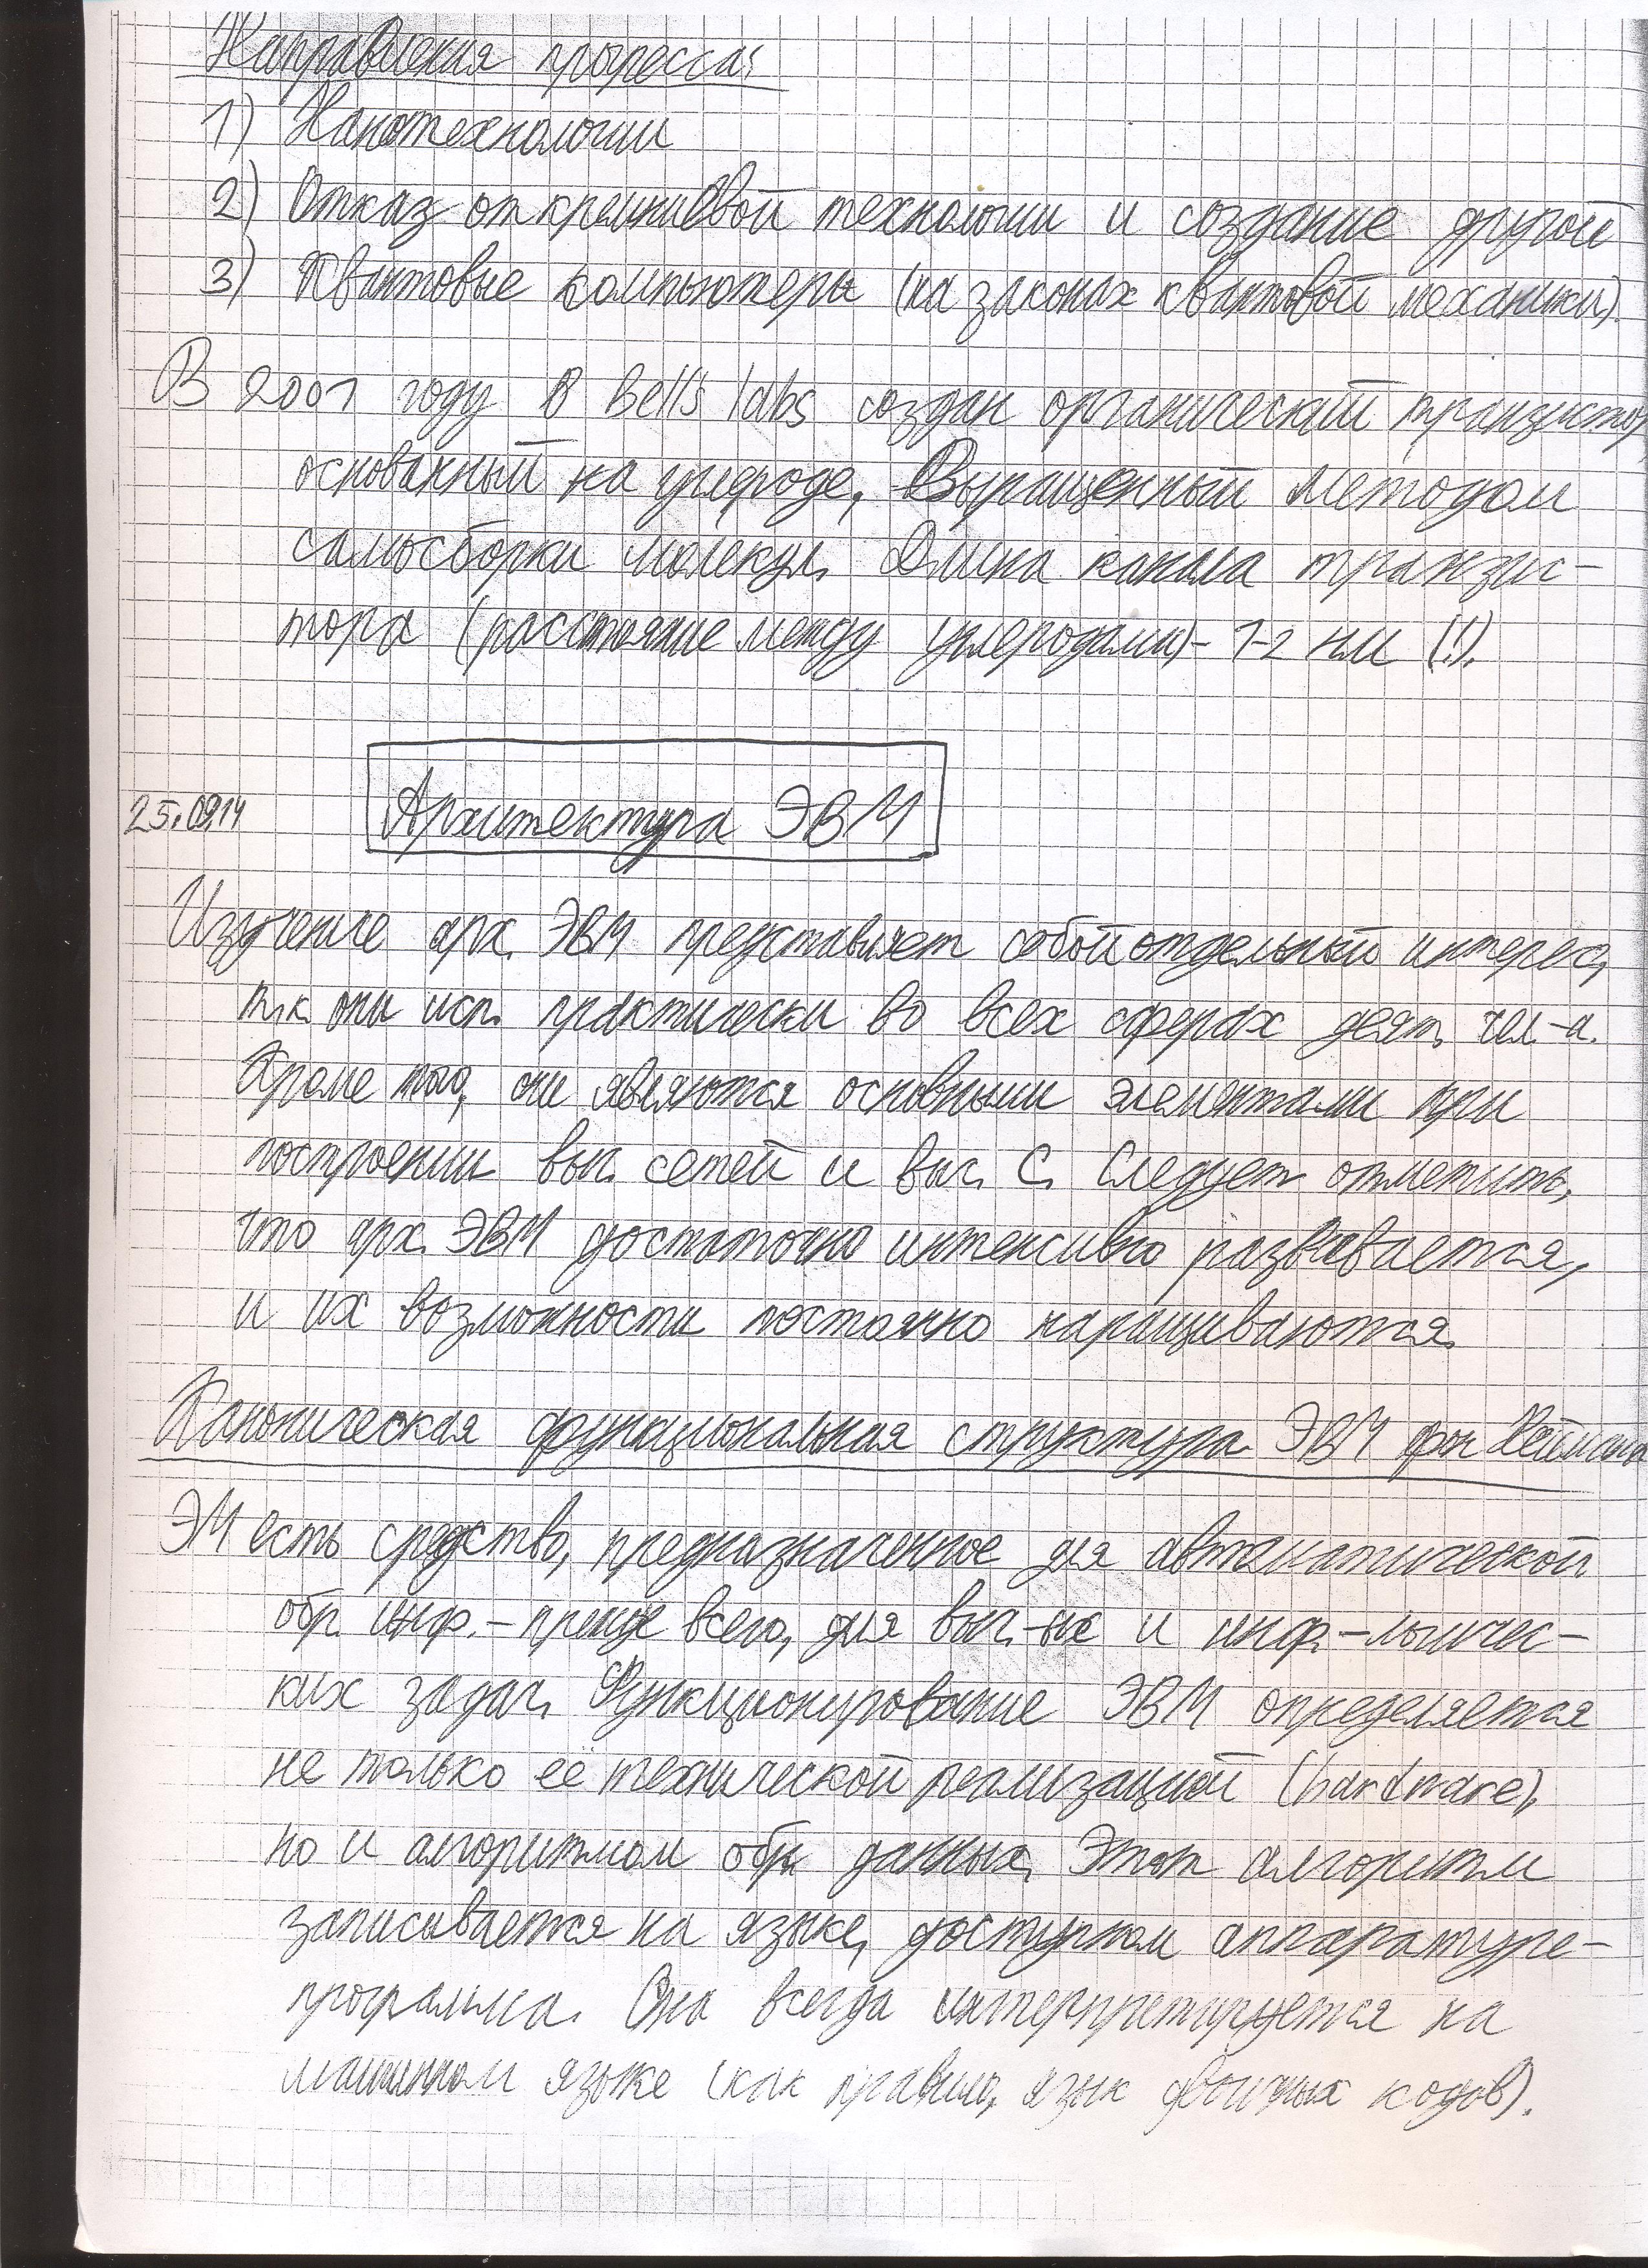 Направления прогресса:
1) Нанотехнологии
2) Отказ от кремниевой технологии и создание другой
3) Квантовые компьютеры (на законах квантовой механики).
В 2001 году в Bell's labs создан органический транзистор,
основанный на углероде, Выращенный методом
самосборки молекул. Длина канала транзис-
тора (расстояние между углеродами) - 1-2 нм (!).
25.09.14
Архитектура ЭВМ
Изучение арх. ЭВМ представляет собой отдельный интерес,
т.к. они исп. практически во всех сферах деят. чел-а.
Кроме того, они являются основными элементами при
построении выч. сетей и выч. С. Следует отметить,
что арх. ЭВМ достаточно интенсивно развивается,
и их возможности постоянно наращиваются.
Каноническая функциональная структура ЭВМ фон Неймана
ЭМ есть средство, предназначенное для автоматической
обр. инф. - прежде всего, для выч.-ых и инф.-логичес-
ких задач. Функционирование ЭВМ определяется
не только её технической реализацией (hardware),
но и алгоритмом обр. данных. Этот алгоритм
записывается на языке, доступном аппаратуре -
программа. Она всегда интерпретируется на
машинном языке (как правило, язык двоичных кодов).